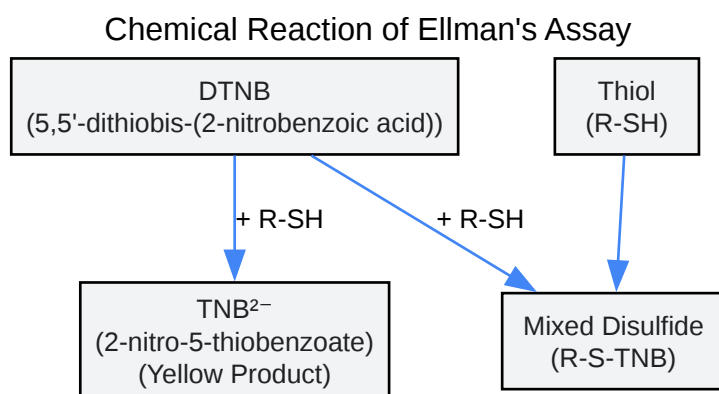 Chemical Reaction of Ellman's Assay
DTNB
(5,5'-dithiobis-(2-nitrobenzoic acid))
Thiol
(R-SH)
+ R-SH
+ R-SH
TNB²⁻
(2-nitro-5-thiobenzoate)
(Yellow Product)
Mixed Disulfide
(R-S-TNB)